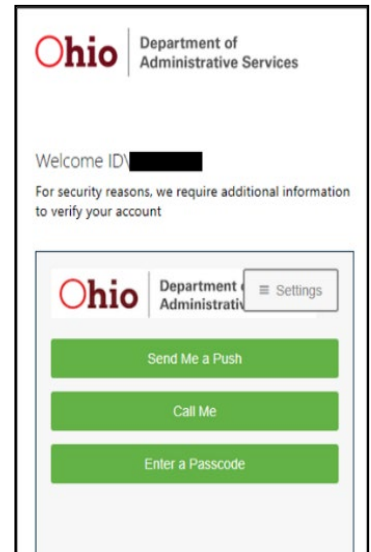 Ohio
Department of
Administrative Services
Welcome ID\
For security reasons, we require additional information
to verify your account
Ohio
Department
Administrativ
≡ Settings
Send Me a Push
Call Me
Enter a Passcode